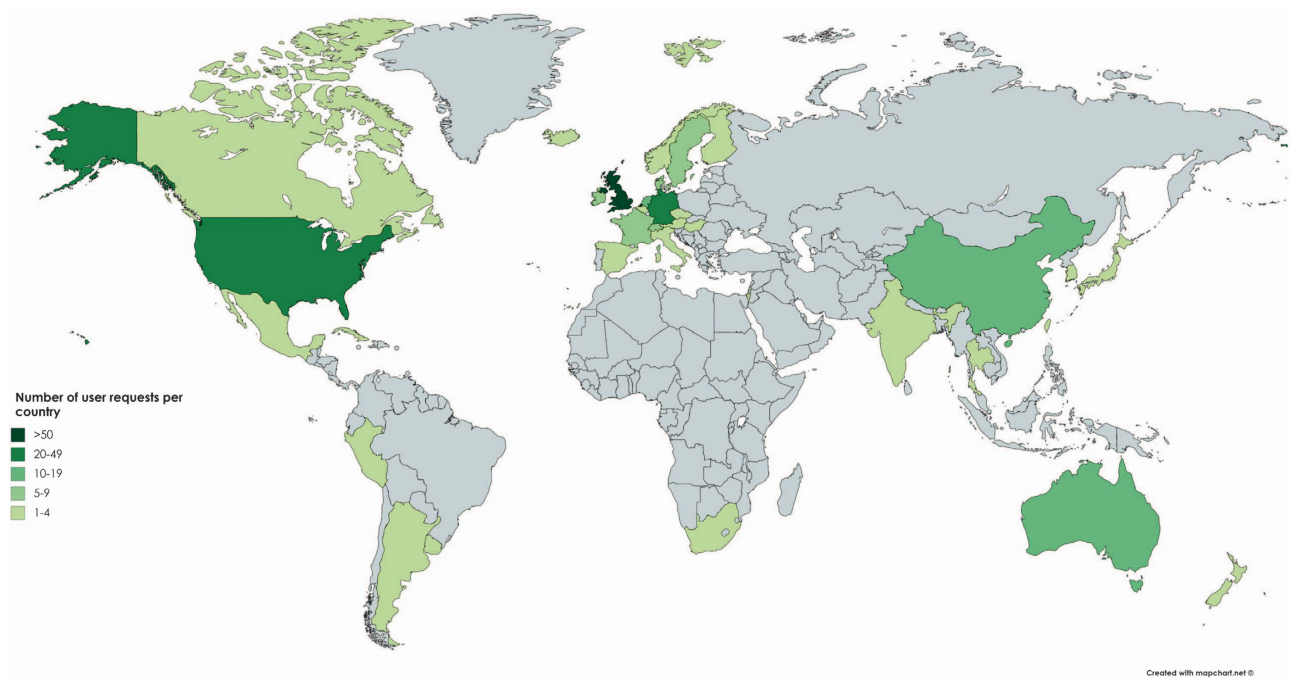 Number of user requests per
country
>50
20-49
10-19
5-9
1-4
Created with mapchart.net ©